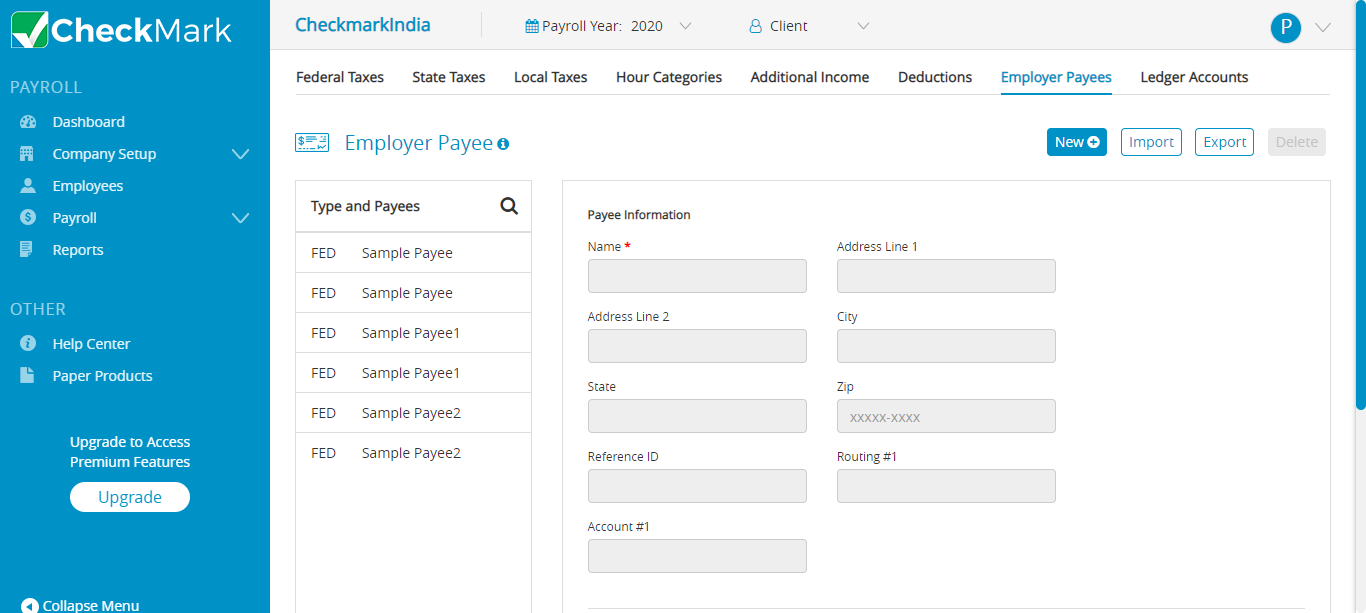 CheckMark
CheckmarkIndia
Payroll Year: 2020
Client
P
PAYROLL
Dashboard
Company Setup
Employees
Payroll
Reports
OTHER
Help Center
Paper Products
Upgrade to Access
Premium Features
Upgrade
Collapse Menu
Federal Taxes State Taxes Local Taxes Hour Categories Additional Income Deductions Employer Payees Ledger Accounts
Employer Payee
New Import Export Delete
Type and Payees
FED Sample Payee
FED Sample Payee
FED Sample Payee1
FED Sample Payee1
FED Sample Payee2
FED Sample Payee2
Payee Information
Name * Address Line 1
Address Line 2 City
State Zip
xxxxx-xxxx
Reference ID Routing #1
Account #1